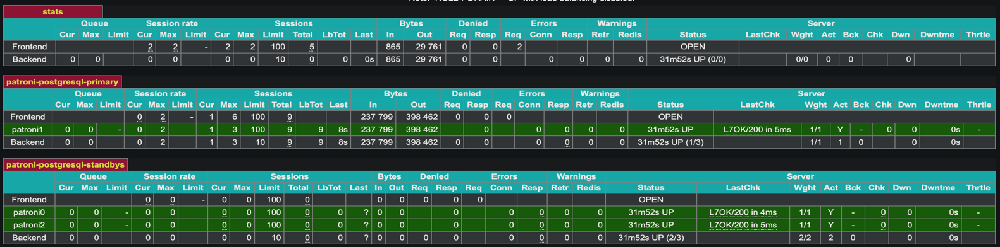 stats
Queue Session rate Sessions Bytes Denied Errors Warnings Server
Cur Max Limit Cur Max Limit Cur Max Limit Total LbTot Last In Out Req Resp Req Conn Resp Retr Redis Status LastChk Wght Act Bck Chk Dwn Dwntme Thrtle
Frontend 2 2 - 2 2 100 5 865 29 761 0 0 2 OPEN
Backend 0 0 0 0 0 0 10 0 0 0s 865 29 761 0 0 0 0 0 0 31m52s UP (0/0) 0/0 0 0 0
patroni-postgresql-primary
Queue Session rate Sessions Bytes Denied Errors Warnings Server
Cur Max Limit Cur Max Limit Cur Max Limit Total LbTot Last In Out Req Resp Req Conn Resp Retr Redis Status LastChk Wght Act Bck Chk Dwn Dwntme Thrtle
Frontend 0 2 - 1 6 100 9 237 799 398 462 0 0 0 OPEN
patroni1 0 0 - 0 2 1 3 100 9 9 8s 237 799 398 462 0 0 0 0 0 31m52s UP L7OK/200 in 5ms 1/1 Y - 0 0 0s -
Backend 0 0 0 2 1 3 10 9 9 8s 237 799 398 462 0 0 0 0 0 0 31m52s UP (1/3) 1/1 1 0 0 0s
patroni-postgresql-standbys
Queue Session rate Sessions Bytes Denied Errors Warnings Server
Cur Max Limit Cur Max Limit Cur Max Limit Total LbTot Last In Out Req Resp Req Conn Resp Retr Redis Status LastChk Wght Act Bck Chk Dwn Dwntme Thrtle
Frontend 0 0 - 0 0 100 0 0 0 0 0 0 OPEN
patroni0 0 0 - 0 0 0 0 100 0 0 ? 0 0 0 0 0 0 0 31m52s UP L7OK/200 in 4ms 1/1 Y - 0 0 0s -
patroni2 0 0 - 0 0 0 0 100 0 0 ? 0 0 0 0 0 0 0 31m52s UP L7OK/200 in 5ms 1/1 Y - 0 0 0s -
Backend 0 0 0 0 0 0 10 0 0 ? 0 0 0 0 0 0 0 0 31m52s UP (2/3) 2/2 2 0 0 0s